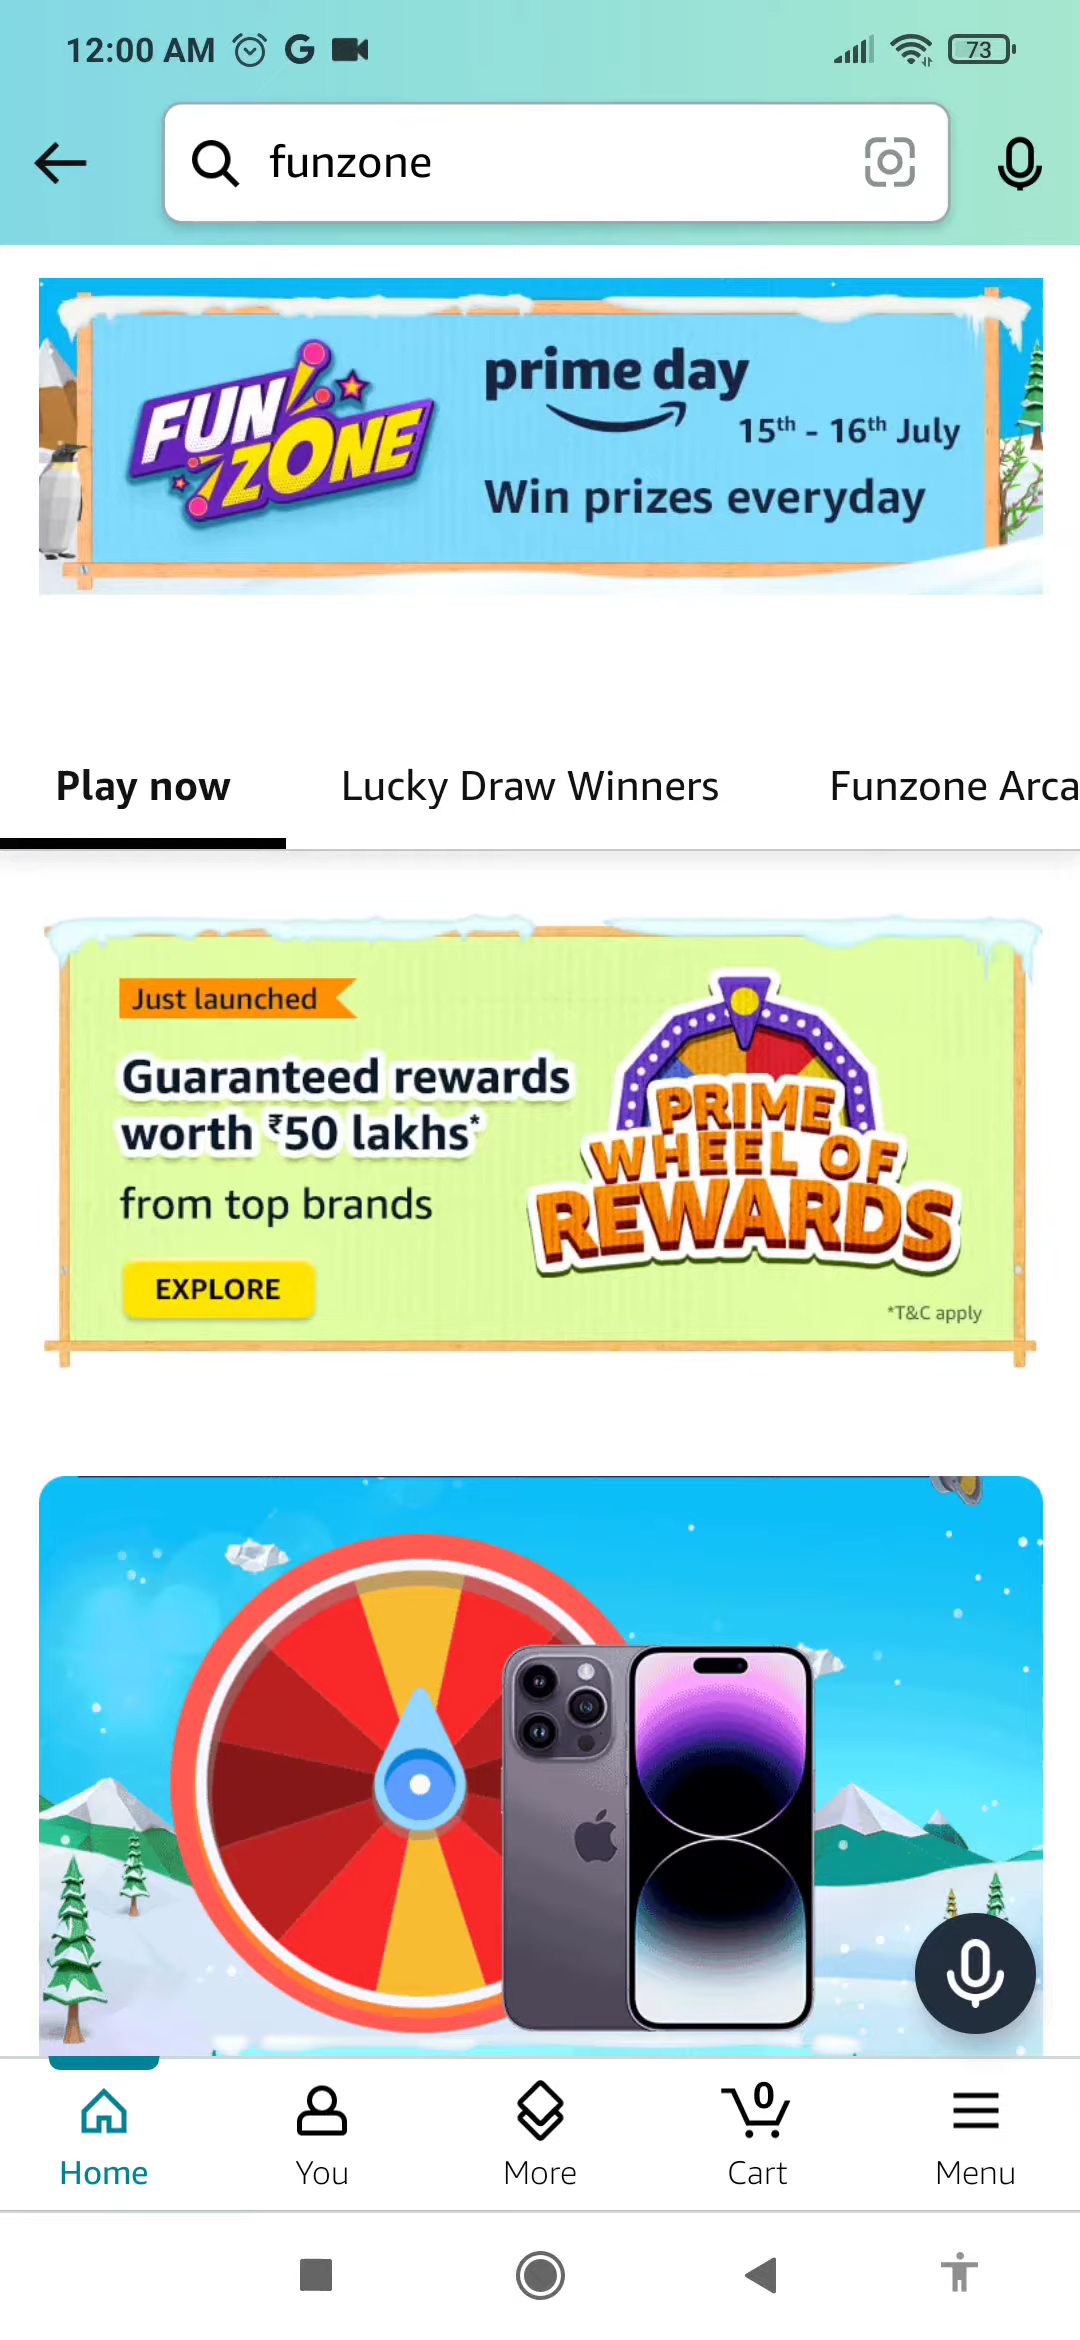 12:00 AM
73
funzone
FUN
ZONE
prime day
15th - 16th July
Win prizes everyday
Play now
Lucky Draw Winners
Funzone Arca
Just launched
Guaranteed rewards
worth ₹50 lakhs*
from top brands
EXPLORE
PRIME
WHEEL OF
REWARDS
*T&C apply
0
Home
You
More
Cart
Menu